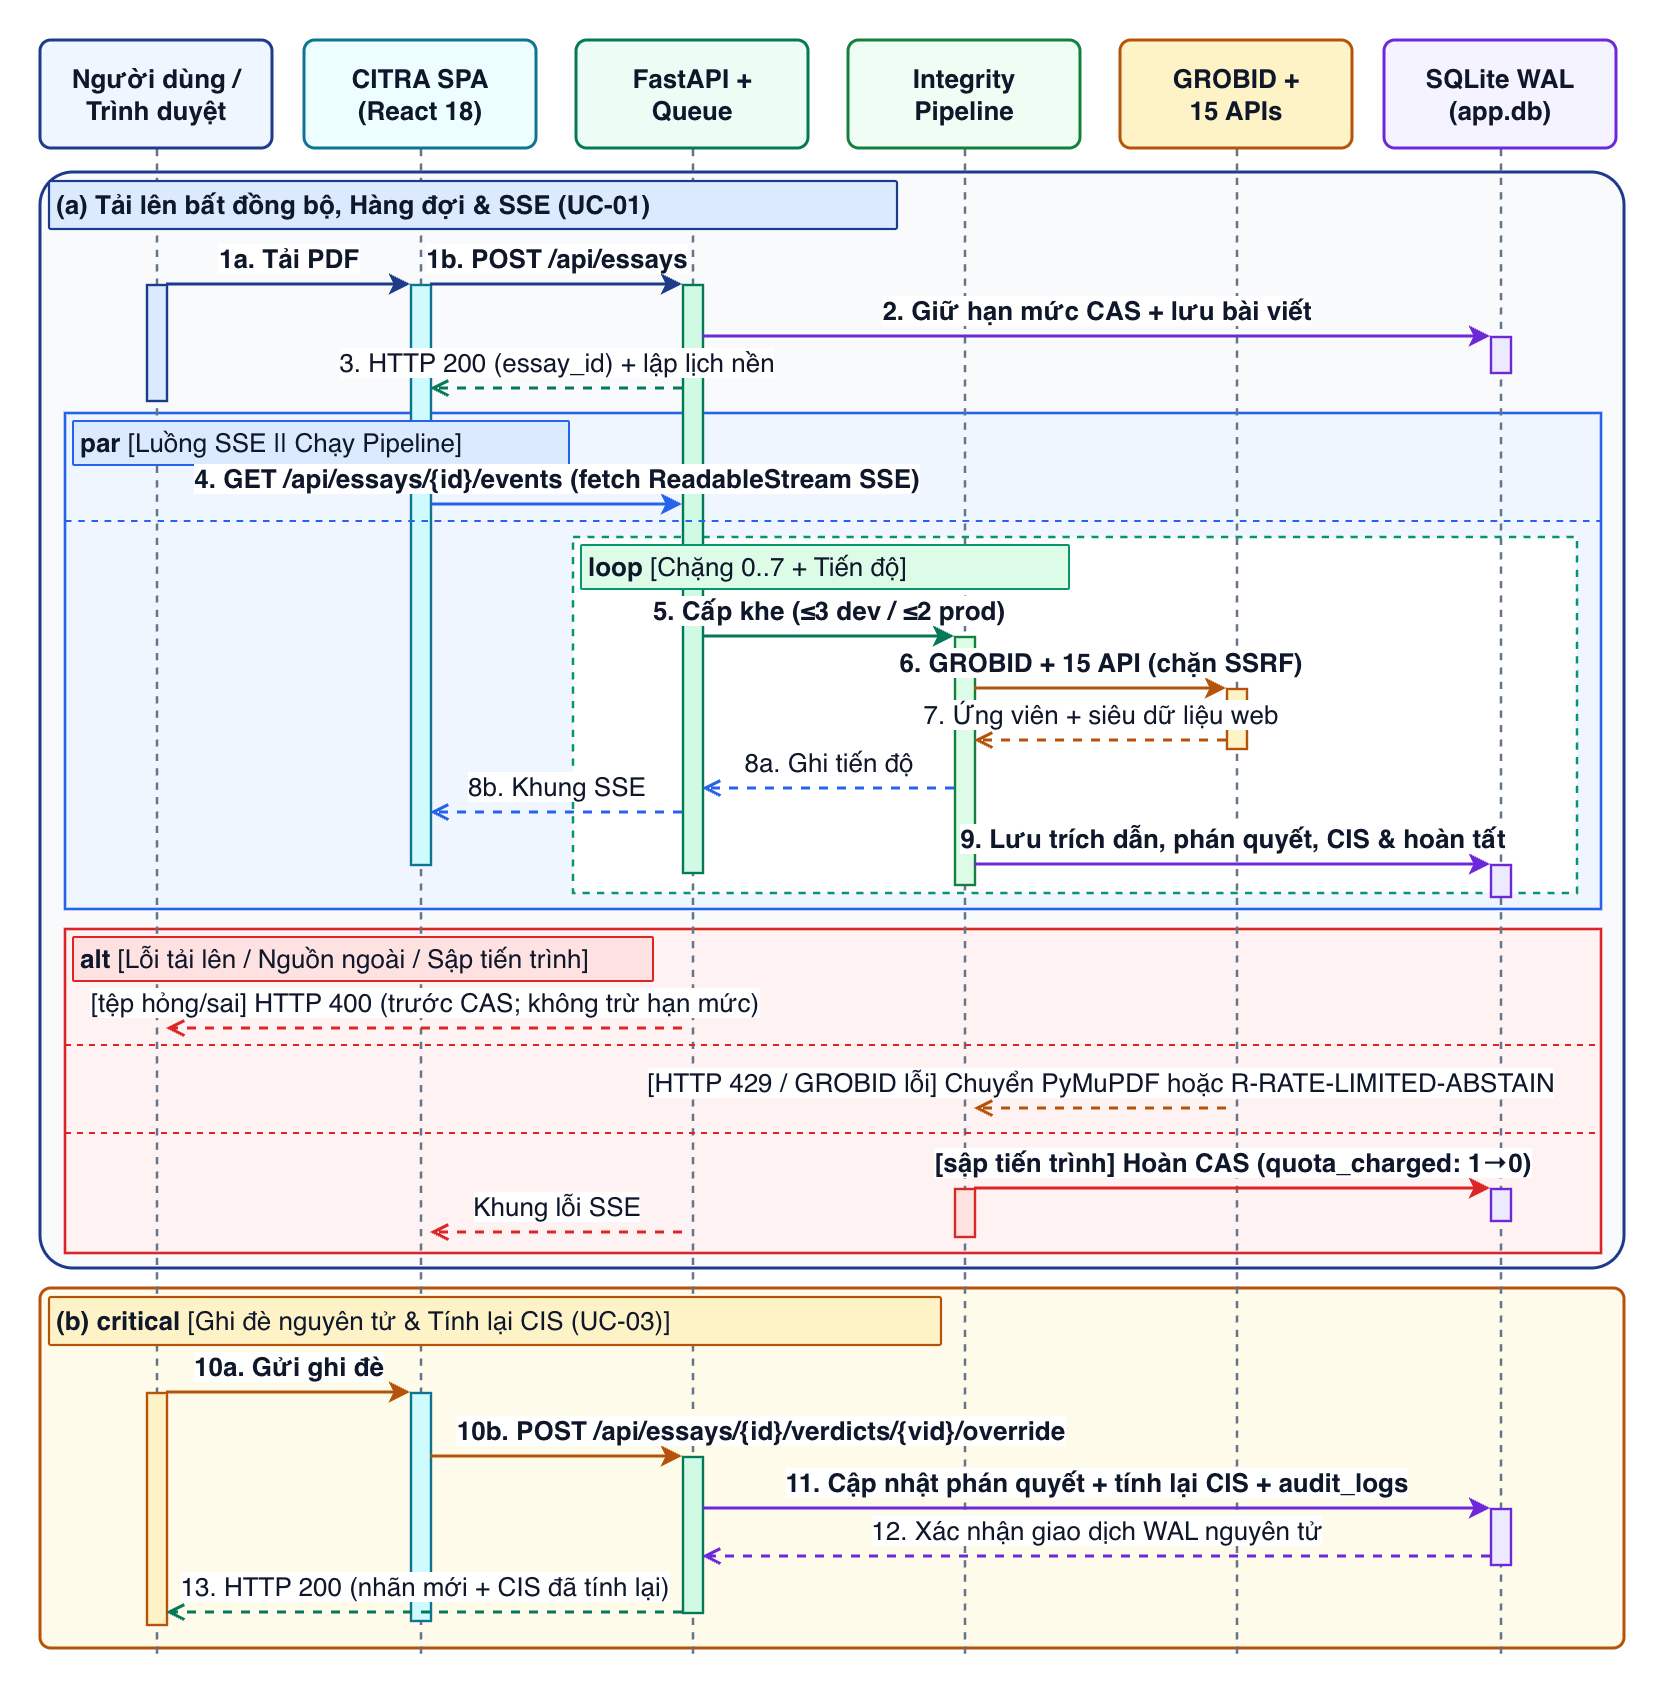 Người dùng /
Trình duyệt
CITRA SPA
(React 18)
FastAPI +
Queue
Integrity
Pipeline
GROBID +
15 APIs
SQLite WAL
(app.db)
(a) Tải lên bất đồng bộ, Hàng đợi & SSE (UC-01)
1a. Tải PDF
1b. POST /api/essays
2. Giữ hạn mức CAS + lưu bài viết
3. HTTP 200 (essay_id) + lập lịch nền
par [Luồng SSE || Chạy Pipeline]
4. GET /api/essays/{id}/events (fetch ReadableStream SSE)
loop [Chặng 0..7 + Tiến độ]
5. Cấp khe (≤3 dev / ≤2 prod)
6. GROBID + 15 API (chặn SSRF)
7. Ứng viên + siêu dữ liệu web
8a. Ghi tiến độ
8b. Khung SSE
9. Lưu trích dẫn, phán quyết, CIS & hoàn tất
alt [Lỗi tải lên / Nguồn ngoài / Sập tiến trình]
[tệp hỏng/sai] HTTP 400 (trước CAS; không trừ hạn mức)
[HTTP 429 / GROBID lỗi] Chuyển PyMuPDF hoặc R-RATE-LIMITED-ABSTAIN
[sập tiến trình] Hoàn CAS (quota_charged: 1→0)
Khung lỗi SSE
(b) critical [Ghi đè nguyên tử & Tính lại CIS (UC-03)]
10a. Gửi ghi đè
10b. POST /api/essays/{id}/verdicts/{vid}/override
11. Cập nhật phán quyết + tính lại CIS + audit_logs
12. Xác nhận giao dịch WAL nguyên tử
13. HTTP 200 (nhãn mới + CIS đã tính lại)